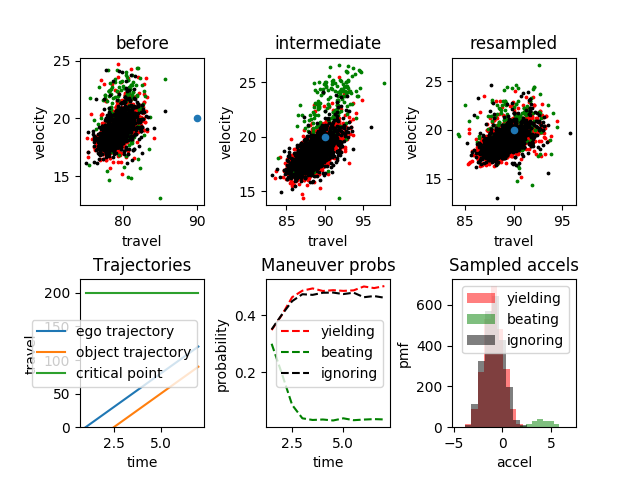 before
intermediate
resampled
velocity
25
20
15
80
90
travel
velocity
25
20
15
85
90
95
travel
velocity
25
20
15
85
90
95
travel
Trajectories
Maneuver probs
Sampled accels
travel
200
150
100
50
0
ego trajectory
object trajectory
critical point
2.5
5.0
time
probability
0.4
0.2
yielding
beating
ignoring
2.5
5.0
time
pmf
600
400
200
0
yielding
beating
ignoring
−5
0
5
accel